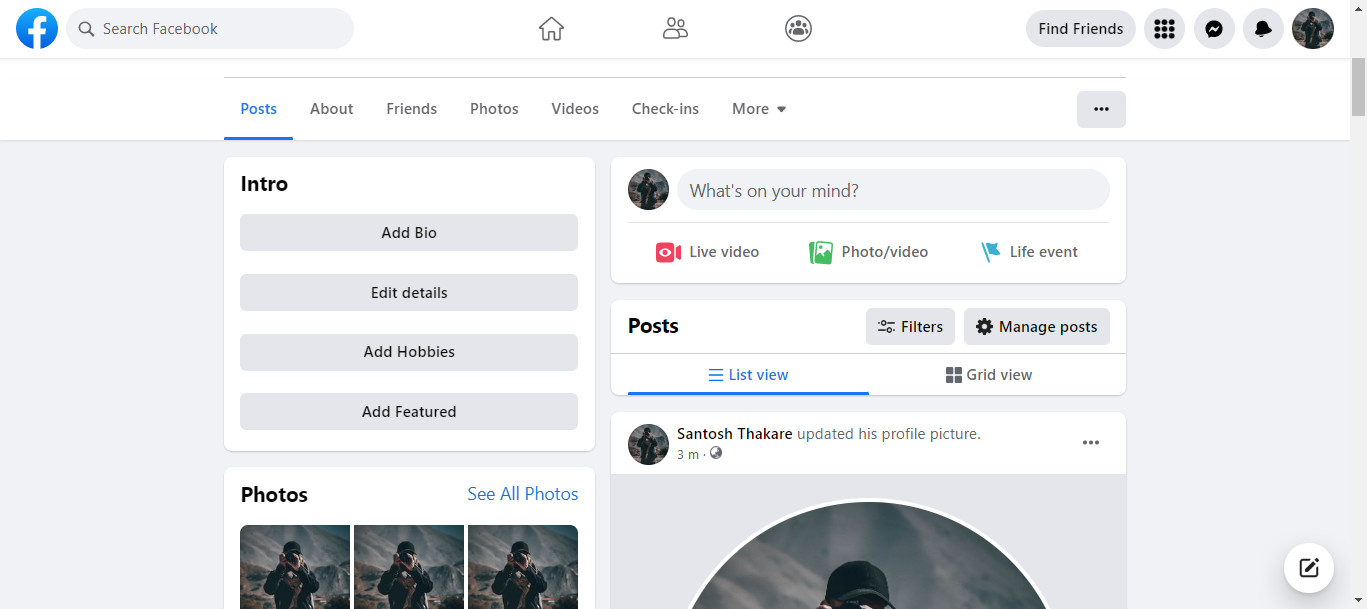 Search Facebook
Find Friends
Posts About Friends Photos Videos Check-ins More
Intro
Add Bio
Edit details
Add Hobbies
Add Featured
Photos See All Photos
What's on your mind?
Live video Photo/video Life event
Posts Filters Manage posts
List view Grid view
Santosh Thakare updated his profile picture.
3 m ·